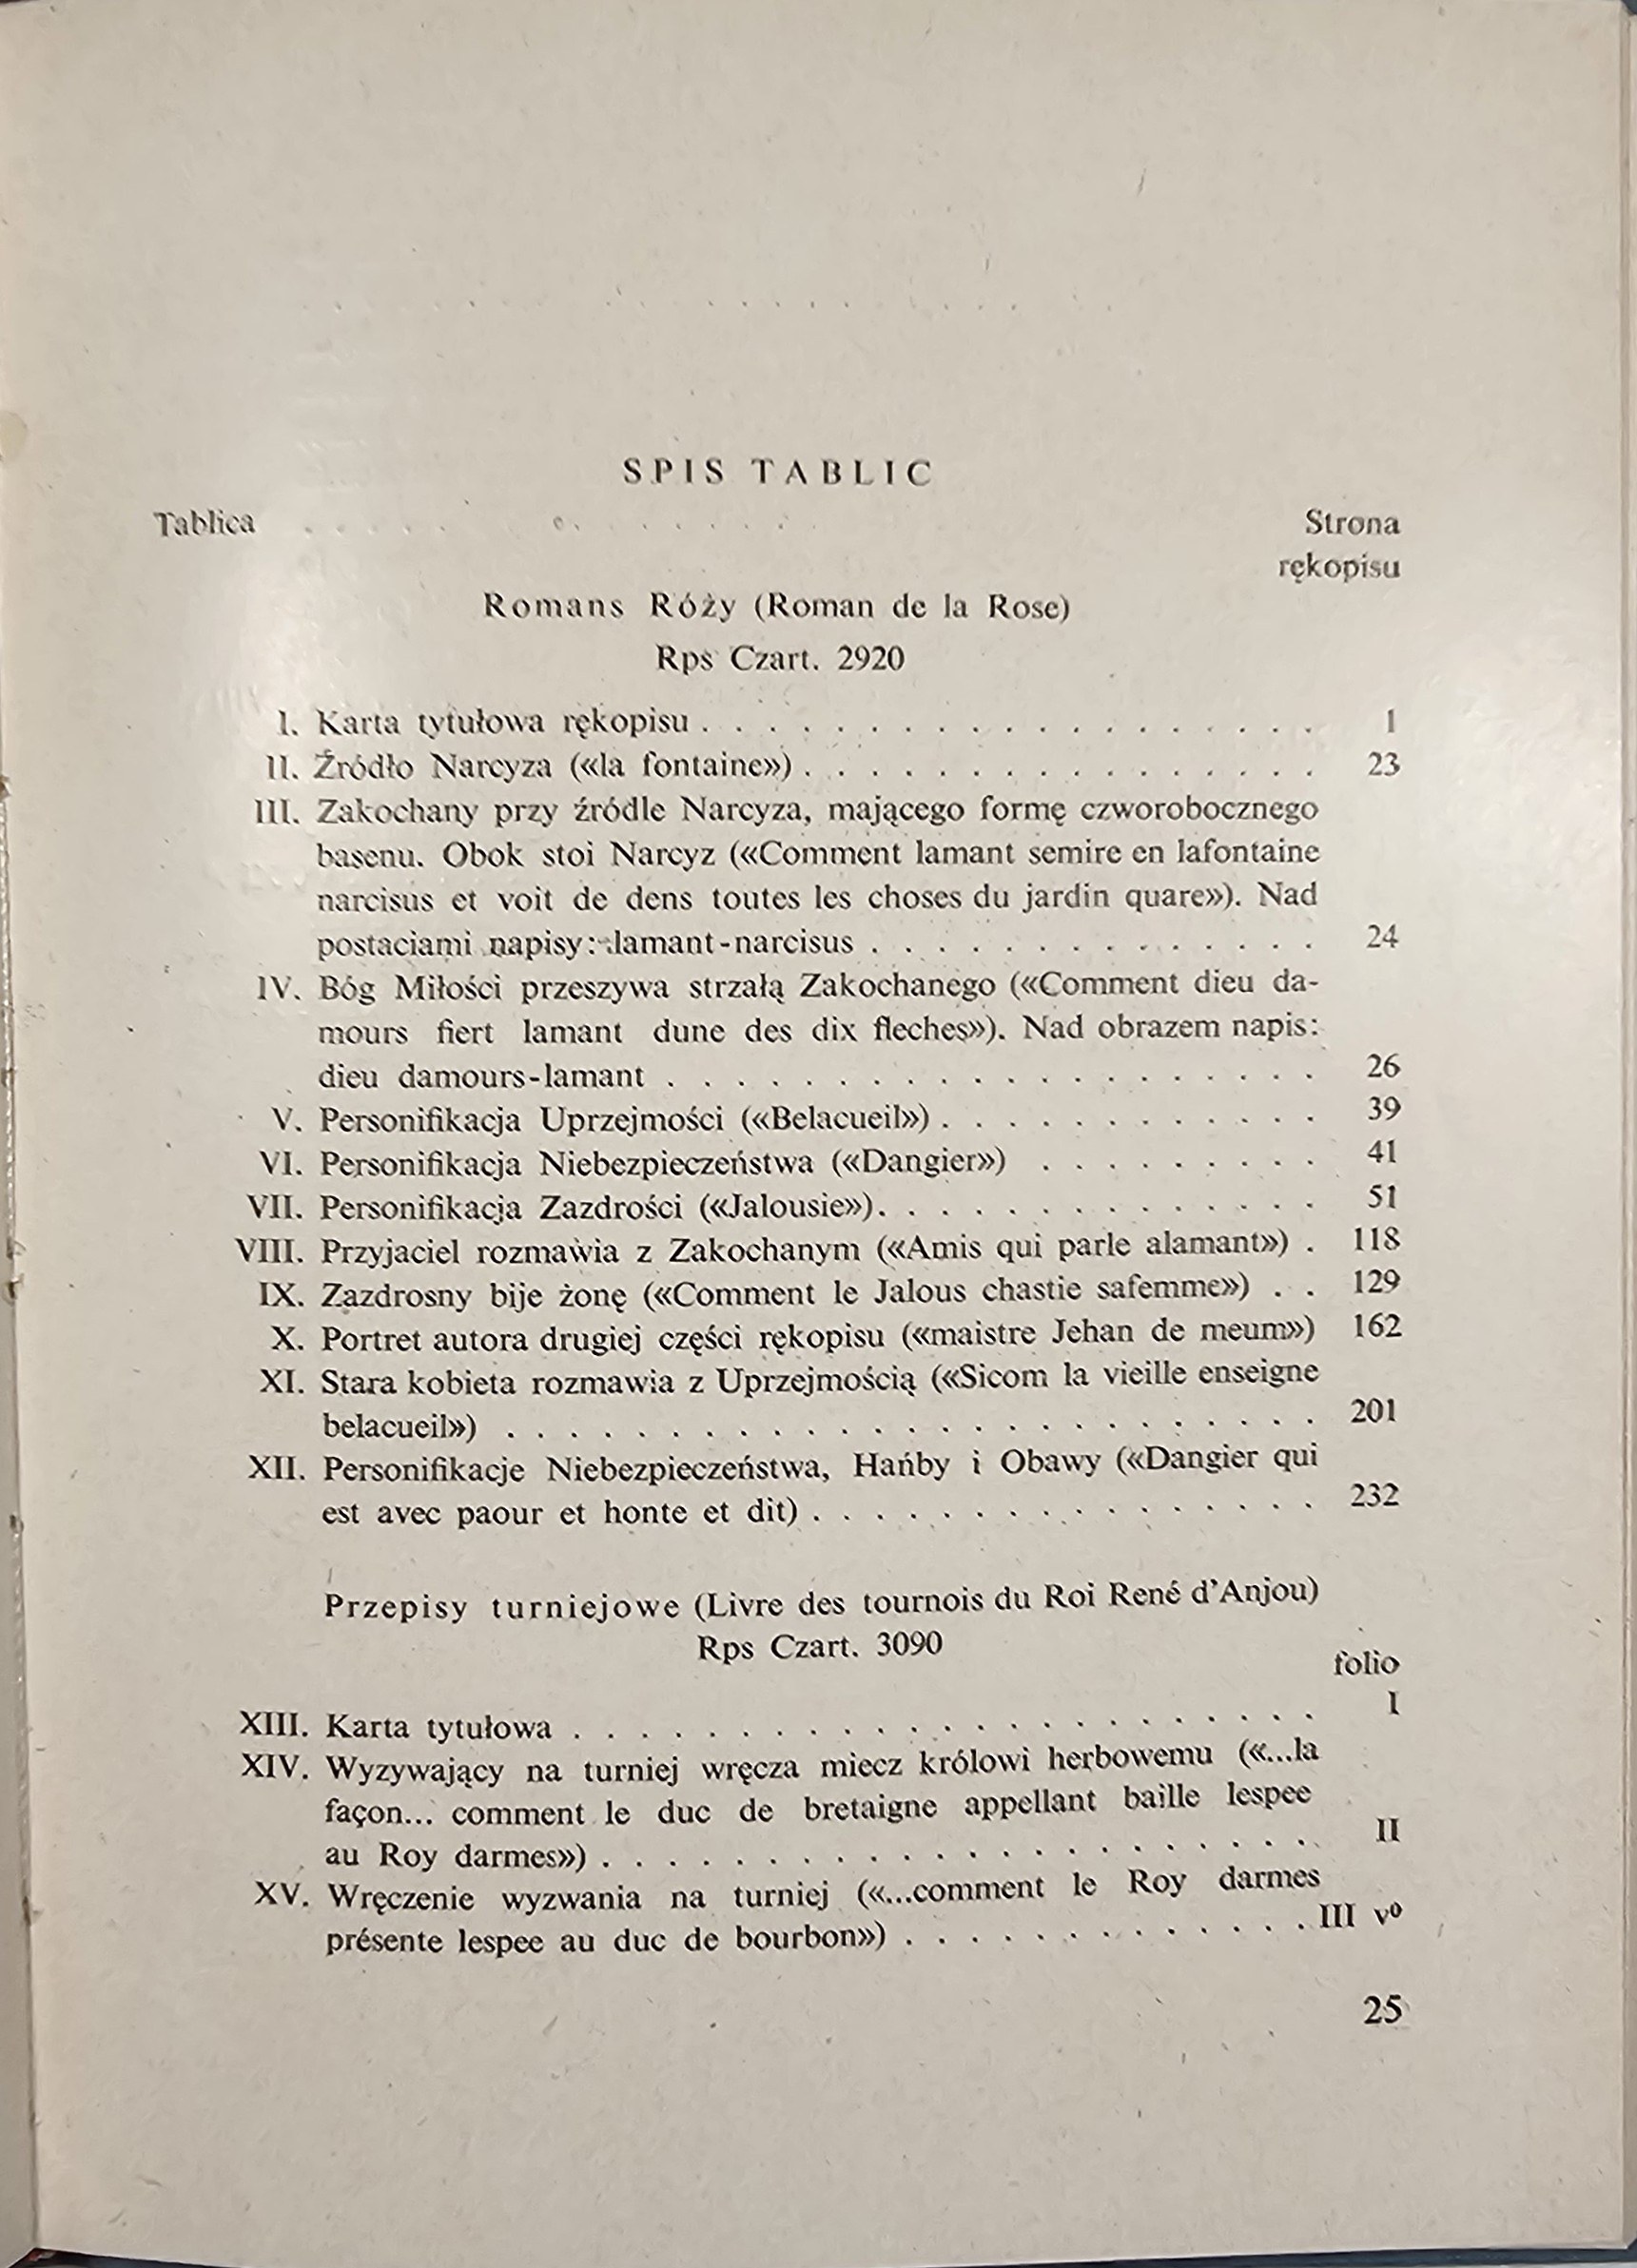 SPIS TABLIC
Tablica Strona
rękopisu
Romans Róży (Roman de la Rose)
Rps Czart. 2920
I. Karta tytułowa rękopisu . . . . . . . . . . . . . . . . . . . 1
II. Źródło Narcyza («la fontaine») . . . . . . . . . . . . . . . . 23
III. Zakochany przy źródle Narcyza, mającego formę czworobocznego
basenu. Obok stoi Narcyz («Comment lamant semire en lafontaine
narcisus et voit de dens toutes les choses du jardin quare»). Nad
postaciami napisy: lamant-narcisus . . . . . . . . . . . . . . 24
IV. Bóg Miłości przeszywa strzałą Zakochanego («Comment dieu da-
mours fiert lamant dune des dix fleches»). Nad obrazem napis:
dieu damours-lamant . . . . . . . . . . . . . . . . . . . . 26
V. Personifikacja Uprzejmości («Belacueil») . . . . . . . . . . . . 39
VI. Personifikacja Niebezpieczeństwa («Dangier») . . . . . . . . . 41
VII. Personifikacja Zazdrości («Jalousie») . . . . . . . . . . . . . . 51
VIII. Przyjaciel rozmawia z Zakochanym («Amis qui parle alamant») . 118
IX. Zazdrosny bije żonę («Comment le Jalous chastie safemme») . . 129
X. Portret autora drugiej części rękopisu («maistre Jehan de meum») 162
XI. Stara kobieta rozmawia z Uprzejmością («Sicom la vieille enseigne
belacueil») . . . . . . . . . . . . . . . . . . . . . . . . . 201
XII. Personifikacje Niebezpieczeństwa, Hańby i Obawy («Dangier qui
est avec paour et honte et dit) . . . . . . . . . . . . . . . . 232
Przepisy turniejowe (Livre des tournois du Roi René d'Anjou)
Rps Czart. 3090
folio
XIII. Karta tytułowa . . . . . . . . . . . . . . . . . . . . . . . I
XIV. Wyzywający na turniej wręcza miecz królowi herbowemu («...la
façon... comment le duc de bretaigne appellant baille lespee
au Roy darmes») . . . . . . . . . . . . . . . . . . . . . . II
XV. Wręczenie wyzwania na turniej («...comment le Roy darmes
présente lespee au duc de bourbon») . . . . . . . . . . . . . III vº
25